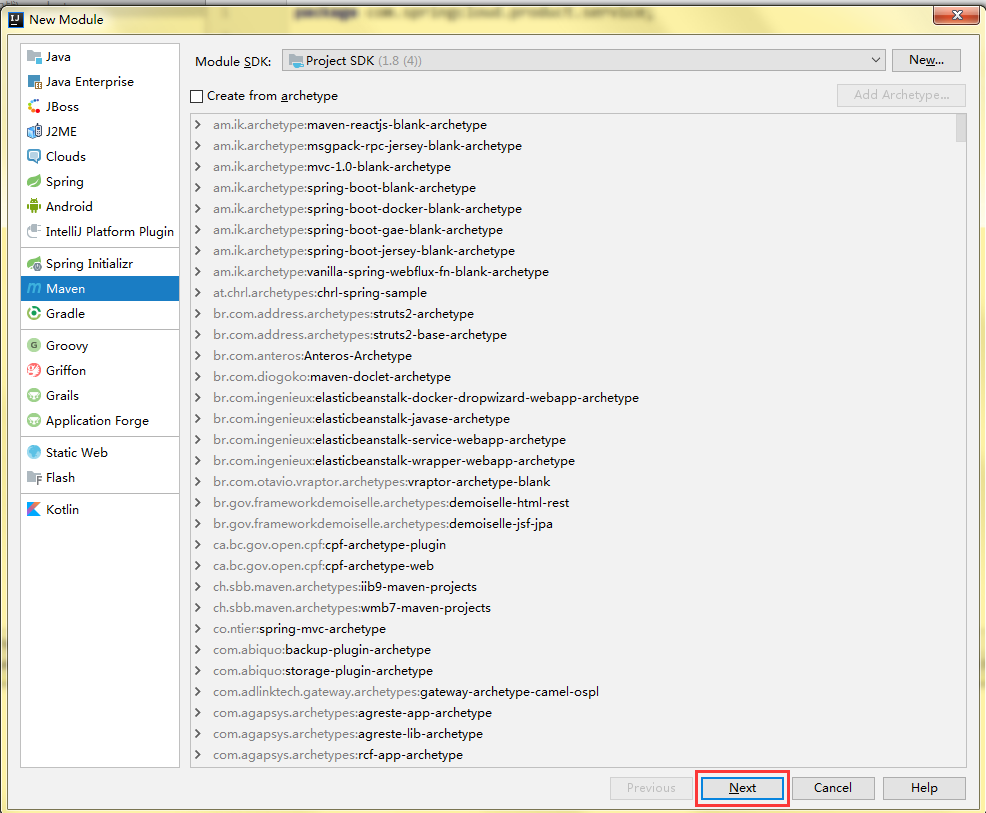 package com.springcloud.product.service;
New Module
Java
Java Enterprise
JBoss
J2ME
Clouds
Spring
Android
IntelliJ Platform Plugin
Spring Initializr
Maven
Gradle
Groovy
Griffon
Grails
Application Forge
Static Web
Flash
Kotlin
Module SDK: Project SDK (1.8 (4)) New...
Create from archetype Add Archetype...
am.ik.archetype:maven-reactjs-blank-archetype
am.ik.archetype:msgpack-rpc-jersey-blank-archetype
am.ik.archetype:mvc-1.0-blank-archetype
am.ik.archetype:spring-boot-blank-archetype
am.ik.archetype:spring-boot-docker-blank-archetype
am.ik.archetype:spring-boot-gae-blank-archetype
am.ik.archetype:spring-boot-jersey-blank-archetype
am.ik.archetype:vanilla-spring-webflux-fn-blank-archetype
at.chrl.archetypes:chrl-spring-sample
br.com.address.archetypes:struts2-archetype
br.com.address.archetypes:struts2-base-archetype
br.com.anteros:Anteros-Archetype
br.com.diogoko:maven-doclet-archetype
br.com.ingenieux:elasticbeanstalk-docker-dropwizard-webapp-archetype
br.com.ingenieux:elasticbeanstalk-javase-archetype
br.com.ingenieux:elasticbeanstalk-service-webapp-archetype
br.com.ingenieux:elasticbeanstalk-wrapper-webapp-archetype
br.com.otavio.vraptor.archetypes:vraptor-archetype-blank
br.gov.frameworkdemoiselle.archetypes:demoiselle-html-rest
br.gov.frameworkdemoiselle.archetypes:demoiselle-jsf-jpa
ca.bc.gov.open.cpf:cpf-archetype-plugin
ca.bc.gov.open.cpf:cpf-archetype-web
ch.sbb.maven.archetypes:iib9-maven-projects
ch.sbb.maven.archetypes:wmb7-maven-projects
co.ntier:spring-mvc-archetype
com.abiquo:backup-plugin-archetype
com.abiquo:storage-plugin-archetype
com.adlinktech.gateway.archetypes:gateway-archetype-camel-ospl
com.agapsys.archetypes:agreste-app-archetype
com.agapsys.archetypes:agreste-lib-archetype
com.agapsys.archetypes:rcf-app-archetype
Previous Next Cancel Help